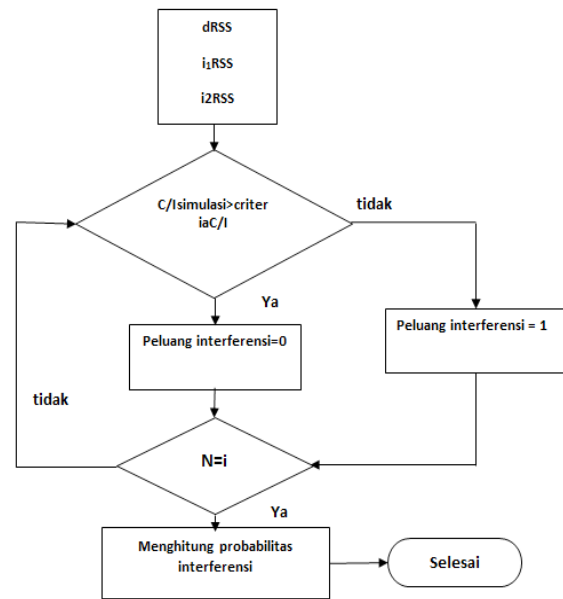 dRSS
i₁RSS
i2RSS
C/Isimulasi>criter
iaC/I
tidak
Ya
Peluang interferensi=0
Peluang interferensi = 1
tidak
N=i
Ya
Menghitung probabilitas
interferensi
Selesai